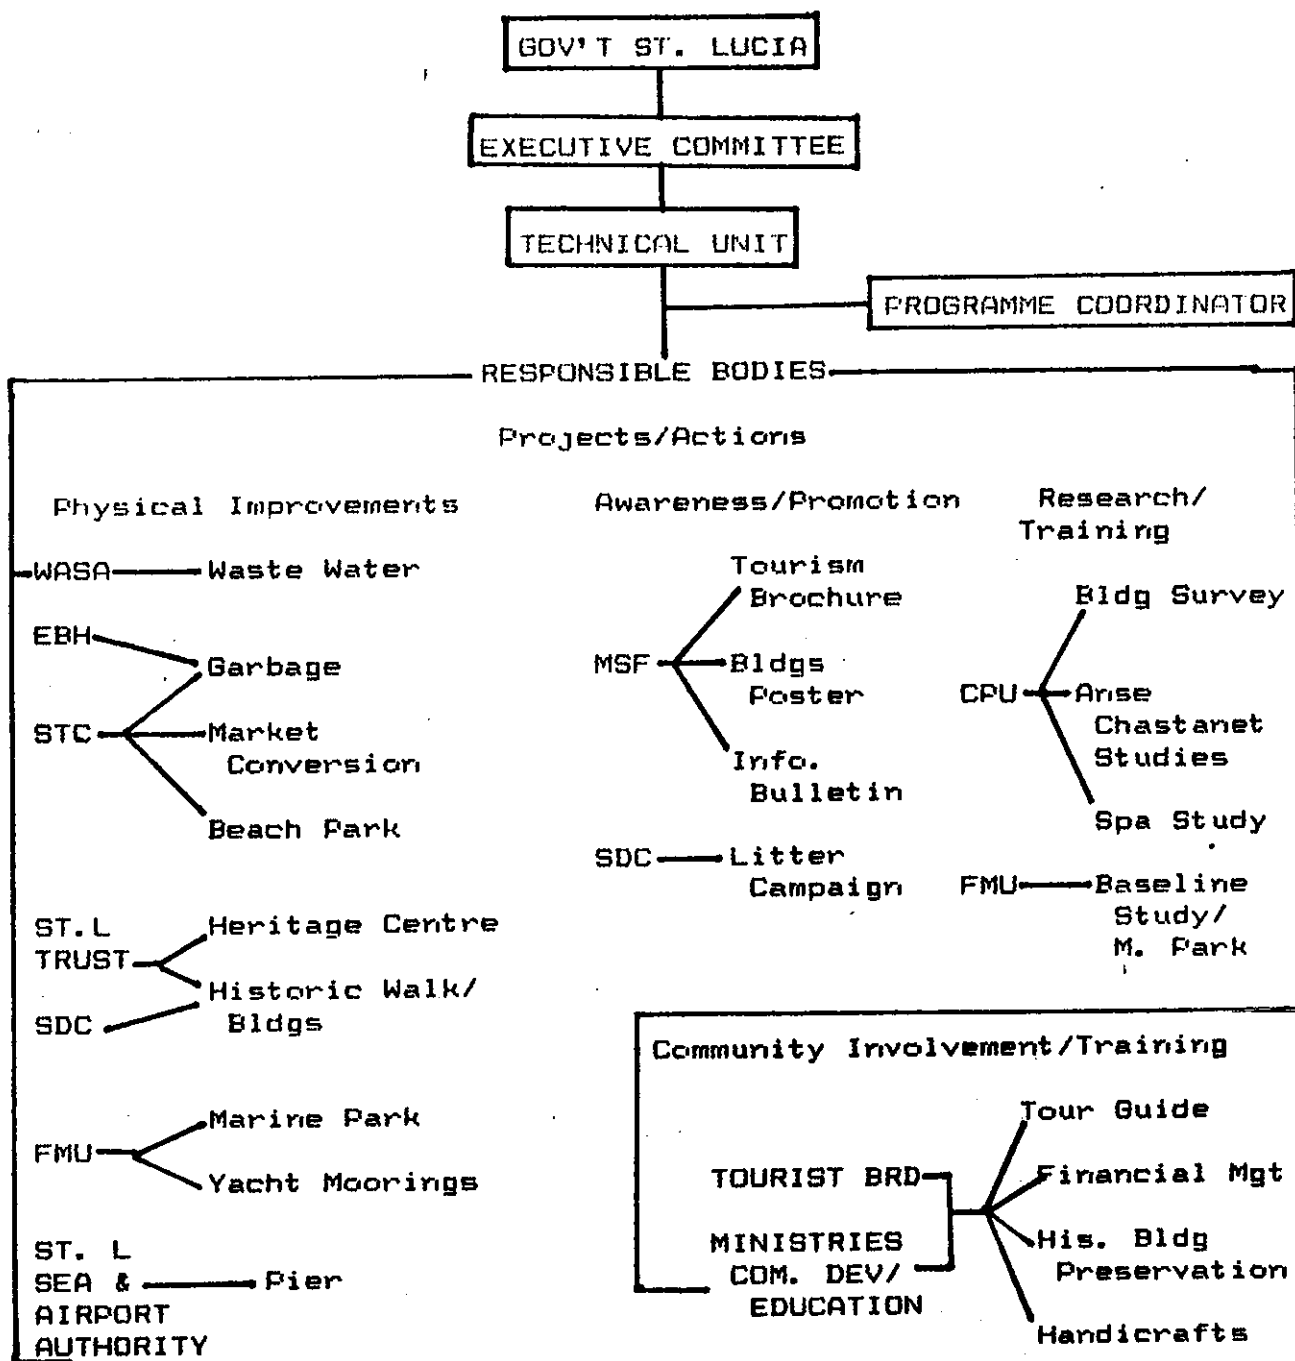 GOV'T ST. LUCIA
EXECUTIVE COMMITTEE
TECHNICAL UNIT
PROGRAMME COORDINATOR
RESPONSIBLE BODIES
Projects/Actions
Physical Improvements
WASA Waste Water
EBH
Garbage
STC Market
Conversion
Beach Park
ST.L Heritage Centre
TRUST
Historic Walk/
SDC Bldgs
Marine Park
FMU
Yacht Moorings
ST. L
SEA & Pier
AIRPORT
AUTHORITY
Awareness/Promotion
Tourism
Brochure
MSF Bldgs
Poster
Info.
Bulletin
SDC Litter
Campaign
Research/
Training
Bldg Survey
CPU Anse
Chastanet
Studies
Spa Study
FMU Baseline
Study/
M. Park
Community Involvement/Training
TOURIST BRD
MINISTRIES
COM. DEV/
EDUCATION
Tour Guide
Financial Mgt
His. Bldg
Preservation
Handicrafts